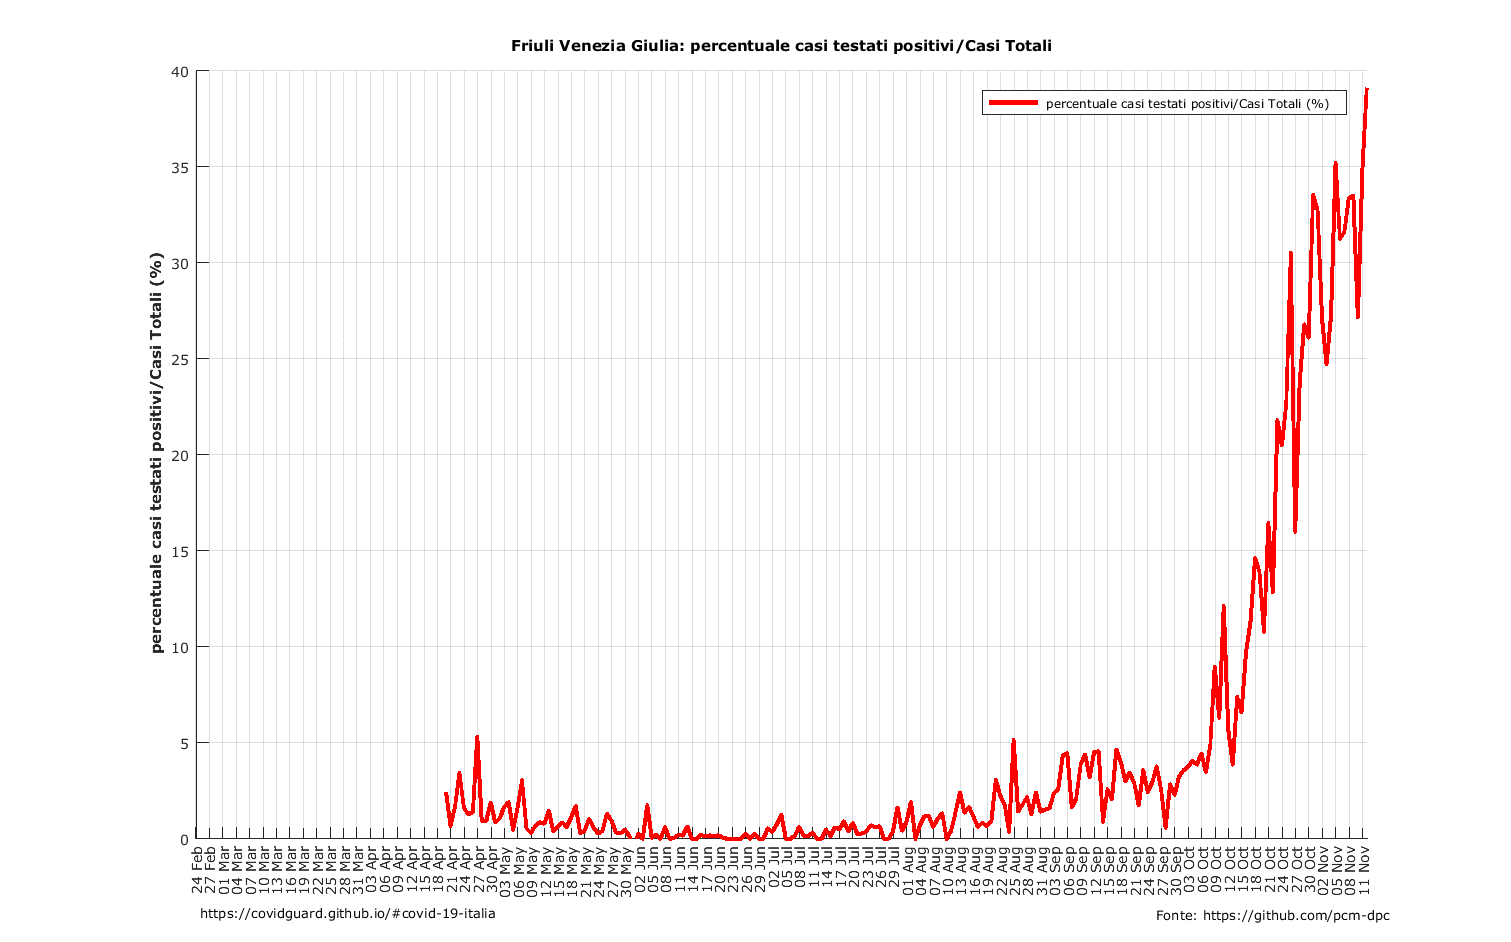 Friuli Venezia Giulia: percentuale casi testati positivi/Casi Totali
percentuale casi testati positivi/Casi Totali (%)
percentuale casi testati positivi/Casi Totali (%)
40
35
30
25
20
15
10
5
0
24 Feb
27 Feb
01 Mar
04 Mar
07 Mar
10 Mar
13 Mar
16 Mar
19 Mar
22 Mar
25 Mar
28 Mar
31 Mar
03 Apr
06 Apr
09 Apr
12 Apr
15 Apr
18 Apr
21 Apr
24 Apr
27 Apr
30 Apr
03 May
06 May
09 May
12 May
15 May
18 May
21 May
24 May
27 May
30 May
02 Jun
05 Jun
08 Jun
11 Jun
14 Jun
17 Jun
20 Jun
23 Jun
26 Jun
29 Jun
02 Jul
05 Jul
08 Jul
11 Jul
14 Jul
17 Jul
20 Jul
23 Jul
26 Jul
29 Jul
01 Aug
04 Aug
07 Aug
10 Aug
13 Aug
16 Aug
19 Aug
22 Aug
25 Aug
28 Aug
31 Aug
03 Sep
06 Sep
09 Sep
12 Sep
15 Sep
18 Sep
21 Sep
24 Sep
27 Sep
30 Sep
03 Oct
06 Oct
09 Oct
12 Oct
15 Oct
18 Oct
21 Oct
24 Oct
27 Oct
30 Oct
02 Nov
05 Nov
08 Nov
11 Nov
https://covidguard.github.io/#covid-19-italia
Fonte: https://github.com/pcm-dpc